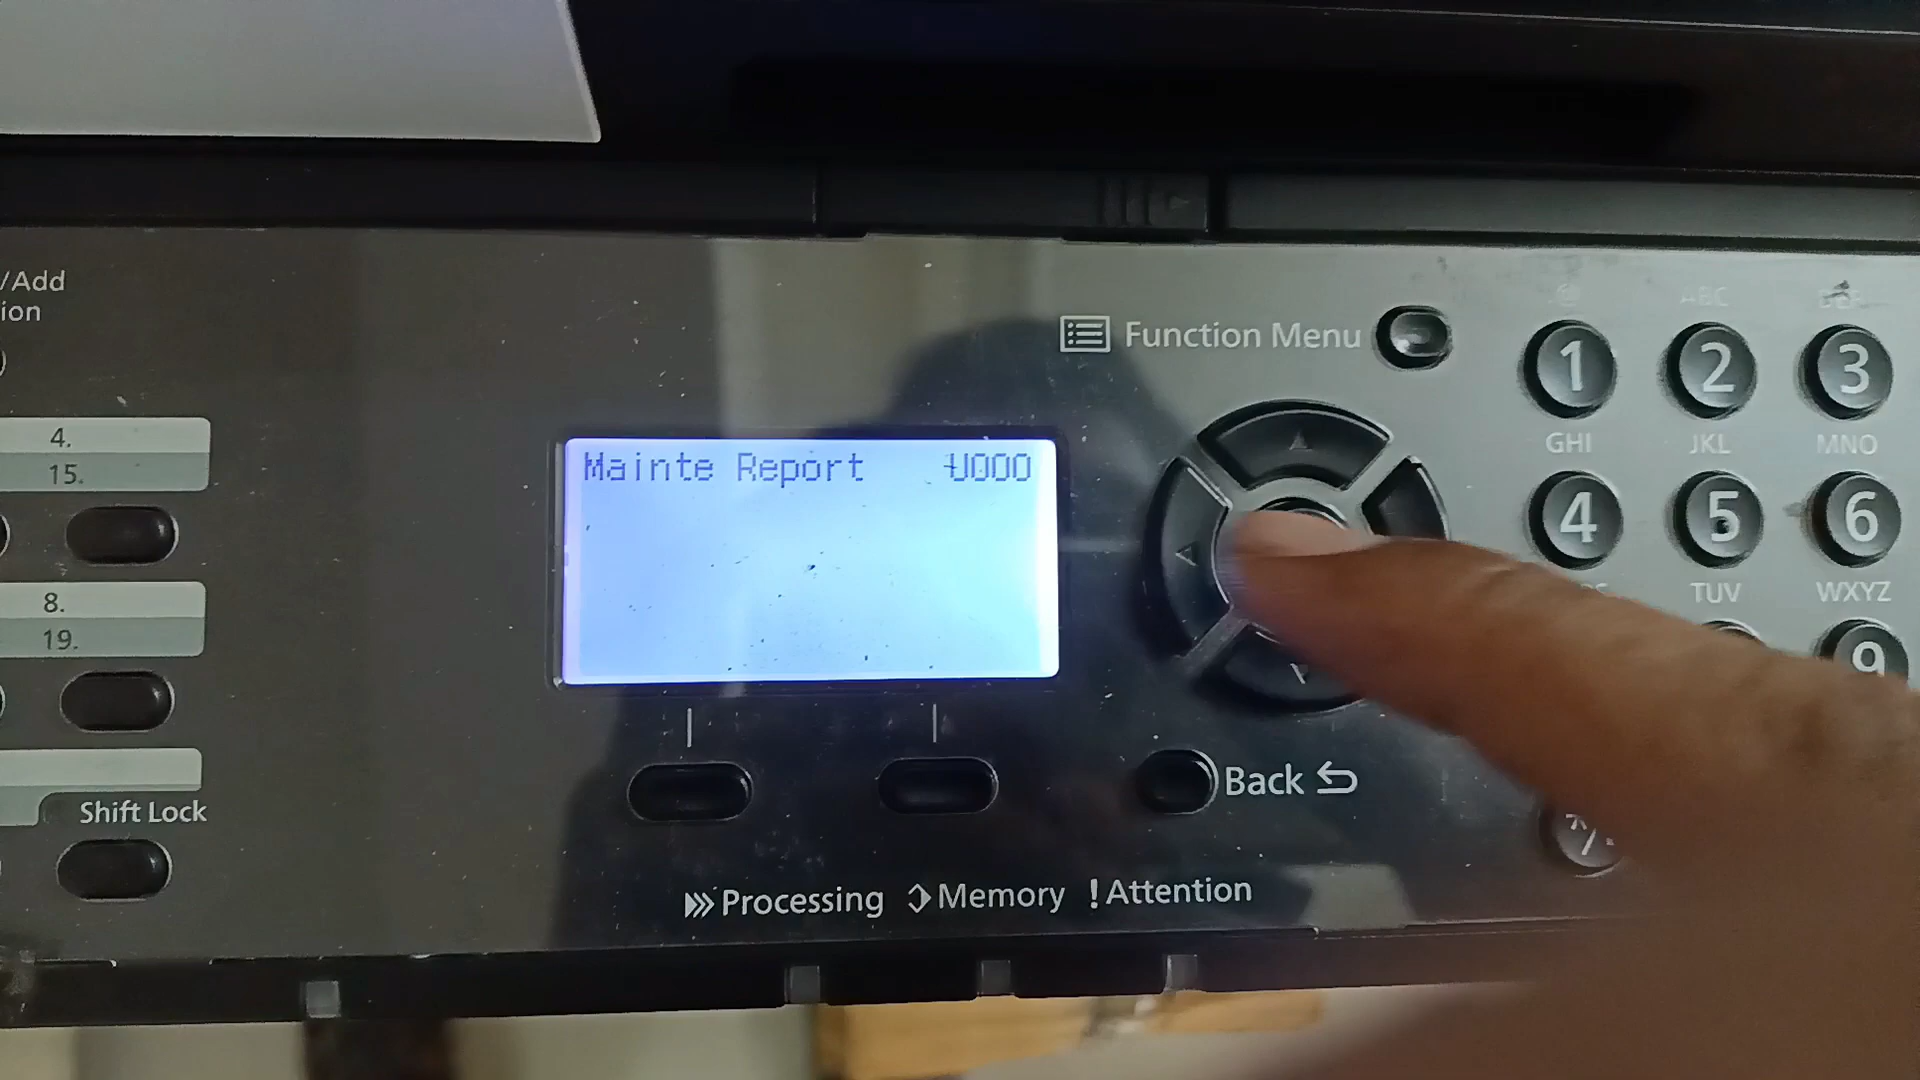 /Add
ion
4.
15.
8.
19.
Shift Lock
Mainte Report U000
Function Menu
Back
Processing Memory !Attention
ABC
1 2 3
GHI JKL MNO
4 5 6
TUV WXYZ
9
*/.